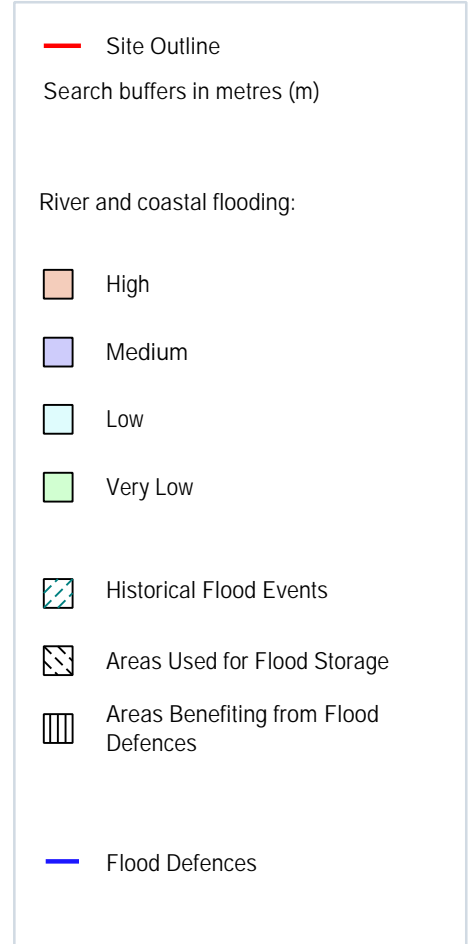 Site Outline
Search buffers in metres (m)
River and coastal flooding:
High
Medium
Low
Very Low
Historical Flood Events
Areas Used for Flood Storage
Areas Benefiting from Flood
Defences
Flood Defences